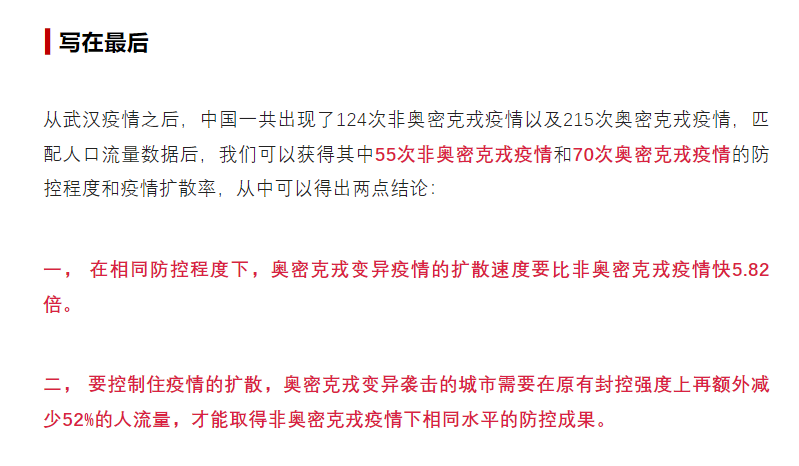 写在最后
从武汉疫情之后，中国一共出现了124次非奥密克戎疫情以及215次奥密克戎疫情，匹
配人口流量数据后，我们可以获得其中55次非奥密克戎疫情和70次奥密克戎疫情的防
控程度和疫情扩散率，从中可以得出两点结论：
一， 在相同防控程度下，奥密克戎变异疫情的扩散速度要比非奥密克戎疫情快5.82
倍。
二， 要控制住疫情的扩散，奥密克戎变异袭击的城市需要在原有封控强度上再额外减
少52%的人流量，才能取得非奥密克戎疫情下相同水平的防控成果。